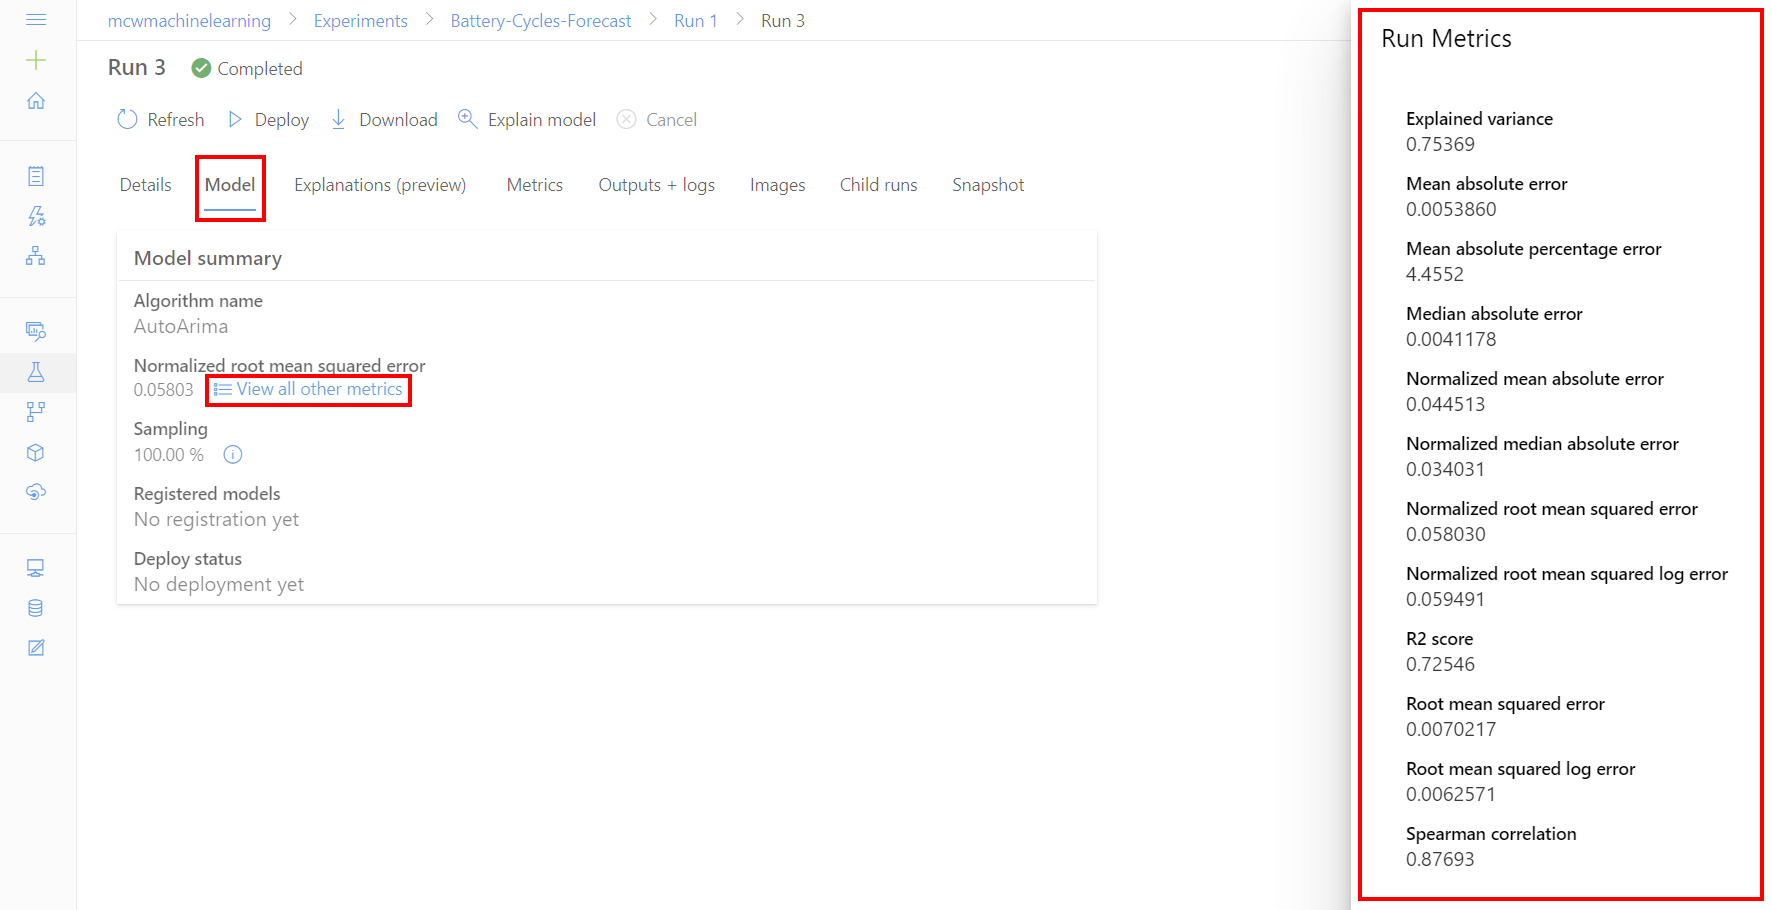 mcwmachinelearning > Experiments > Battery-Cycles-Forecast > Run 1 > Run 3
Run 3 Completed
Refresh Deploy Download Explain model Cancel
Details Model Explanations (preview) Metrics Outputs + logs Images Child runs Snapshot
Model summary
Algorithm name
AutoArima
Normalized root mean squared error
0.05803 View all other metrics
Sampling
100.00 %
Registered models
No registration yet
Deploy status
No deployment yet
Run Metrics
Explained variance
0.75369
Mean absolute error
0.0053860
Mean absolute percentage error
4.4552
Median absolute error
0.0041178
Normalized mean absolute error
0.044513
Normalized median absolute error
0.034031
Normalized root mean squared error
0.058030
Normalized root mean squared log error
0.059491
R2 score
0.72546
Root mean squared error
0.0070217
Root mean squared log error
0.0062571
Spearman correlation
0.87693